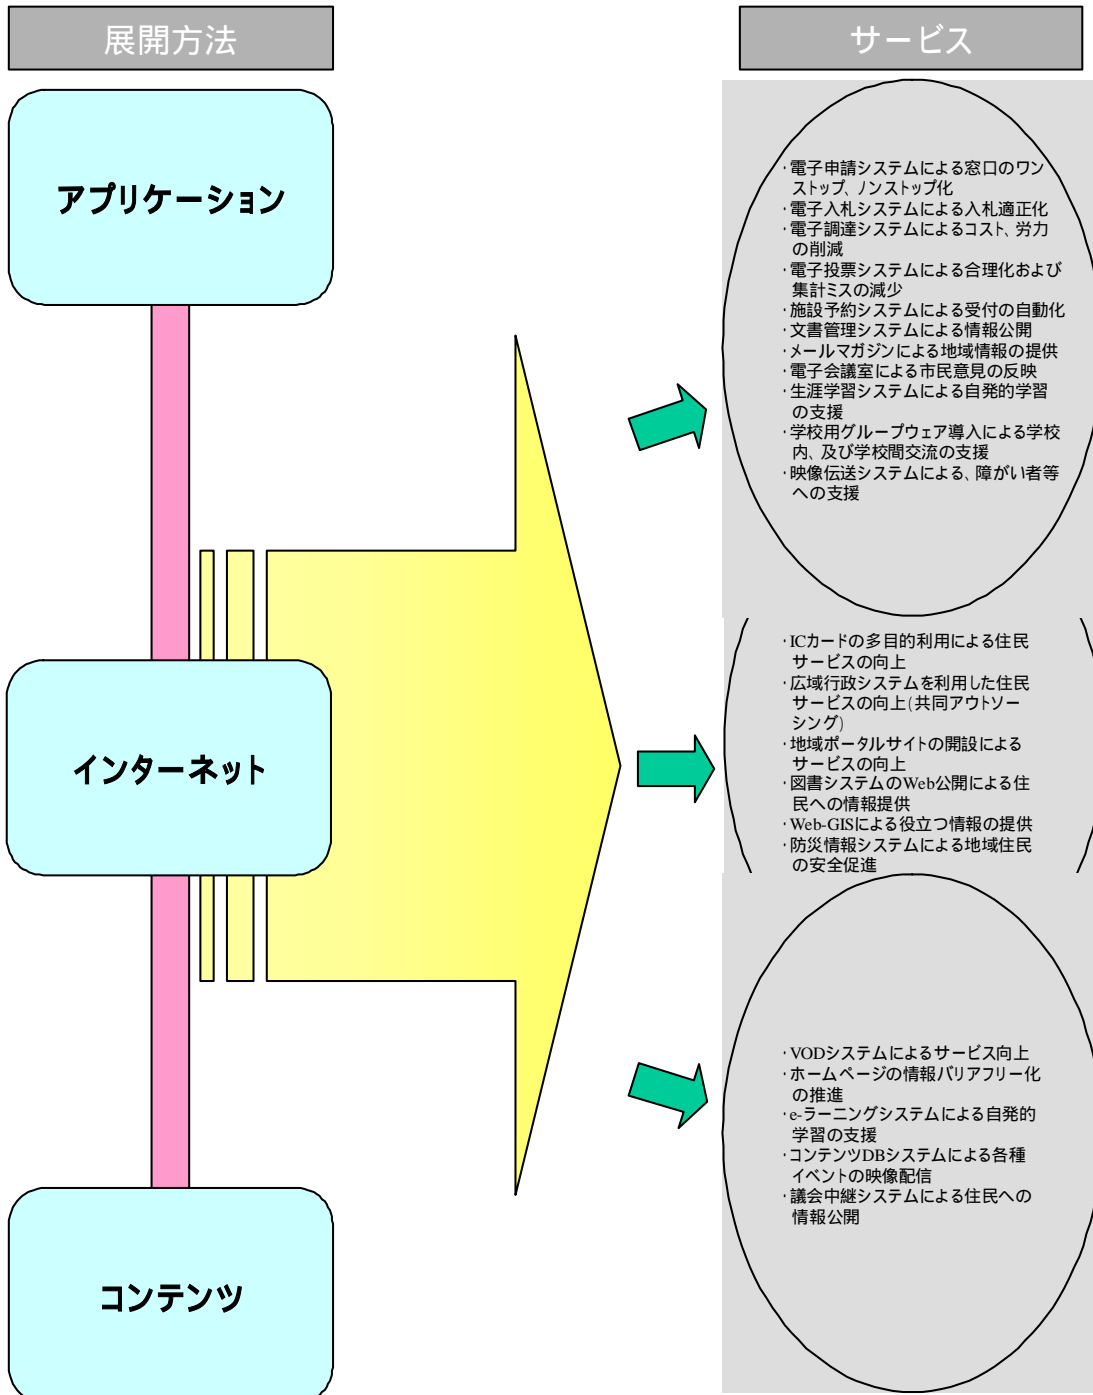 展開方法
サービス
アプリケーション
・電子申請システムによる窓口のワン
ストップ、ノンストップ化
・電子入札システムによる入札適正化
・電子調達システムによるコスト、労力
の削減
・電子投票システムによる合理化および
集計ミスの減少
・施設予約システムによる受付の自動化
・文書管理システムによる情報公開
・メールマガジンによる地域情報の提供
・電子会議室による市民意見の反映
・生涯学習システムによる自発的学習
の支援
・学校用グループウェア導入による学校
内、及び学校間交流の支援
・映像伝送システムによる、障がい者等
への支援
インターネット
・ICカードの多目的利用による住民
サービスの向上
・広域行政システムを利用した住民
サービスの向上(共同アウトソー
シング)
・地域ポータルサイトの開設による
サービスの向上
・図書システムのWeb公開による住
民への情報提供
・Web-GISによる役立つ情報の提供
・防災情報システムによる地域住民
の安全促進
コンテンツ
・VODシステムによるサービス向上
・ホームページの情報バリアフリー化
の推進
・e-ラーニングシステムによる自発的
学習の支援
・コンテンツDBシステムによる各種
イベントの映像配信
・議会中継システムによる住民への
情報公開